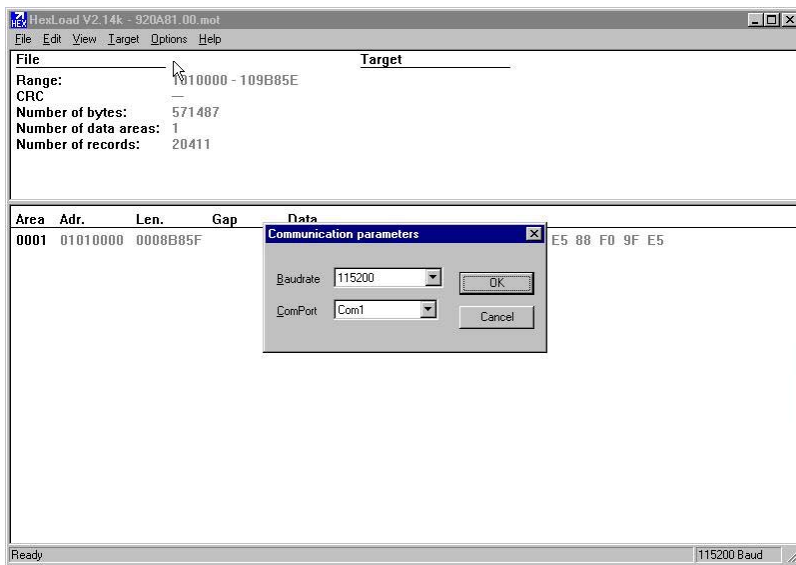 HexLoad V2.14k - 920A81.00.mot
File Edit View Target Options Help
File Target
Range: 1010000 - 109B85E
CRC —
Number of bytes: 571487
Number of data areas: 1
Number of records: 20411
Area Adr. Len. Gap Data
0001 01010000 0008B85F E5 88 F0 9F E5
Communication parameters
Baudrate 115200 OK
ComPort Com1 Cancel
Ready 115200 Baud